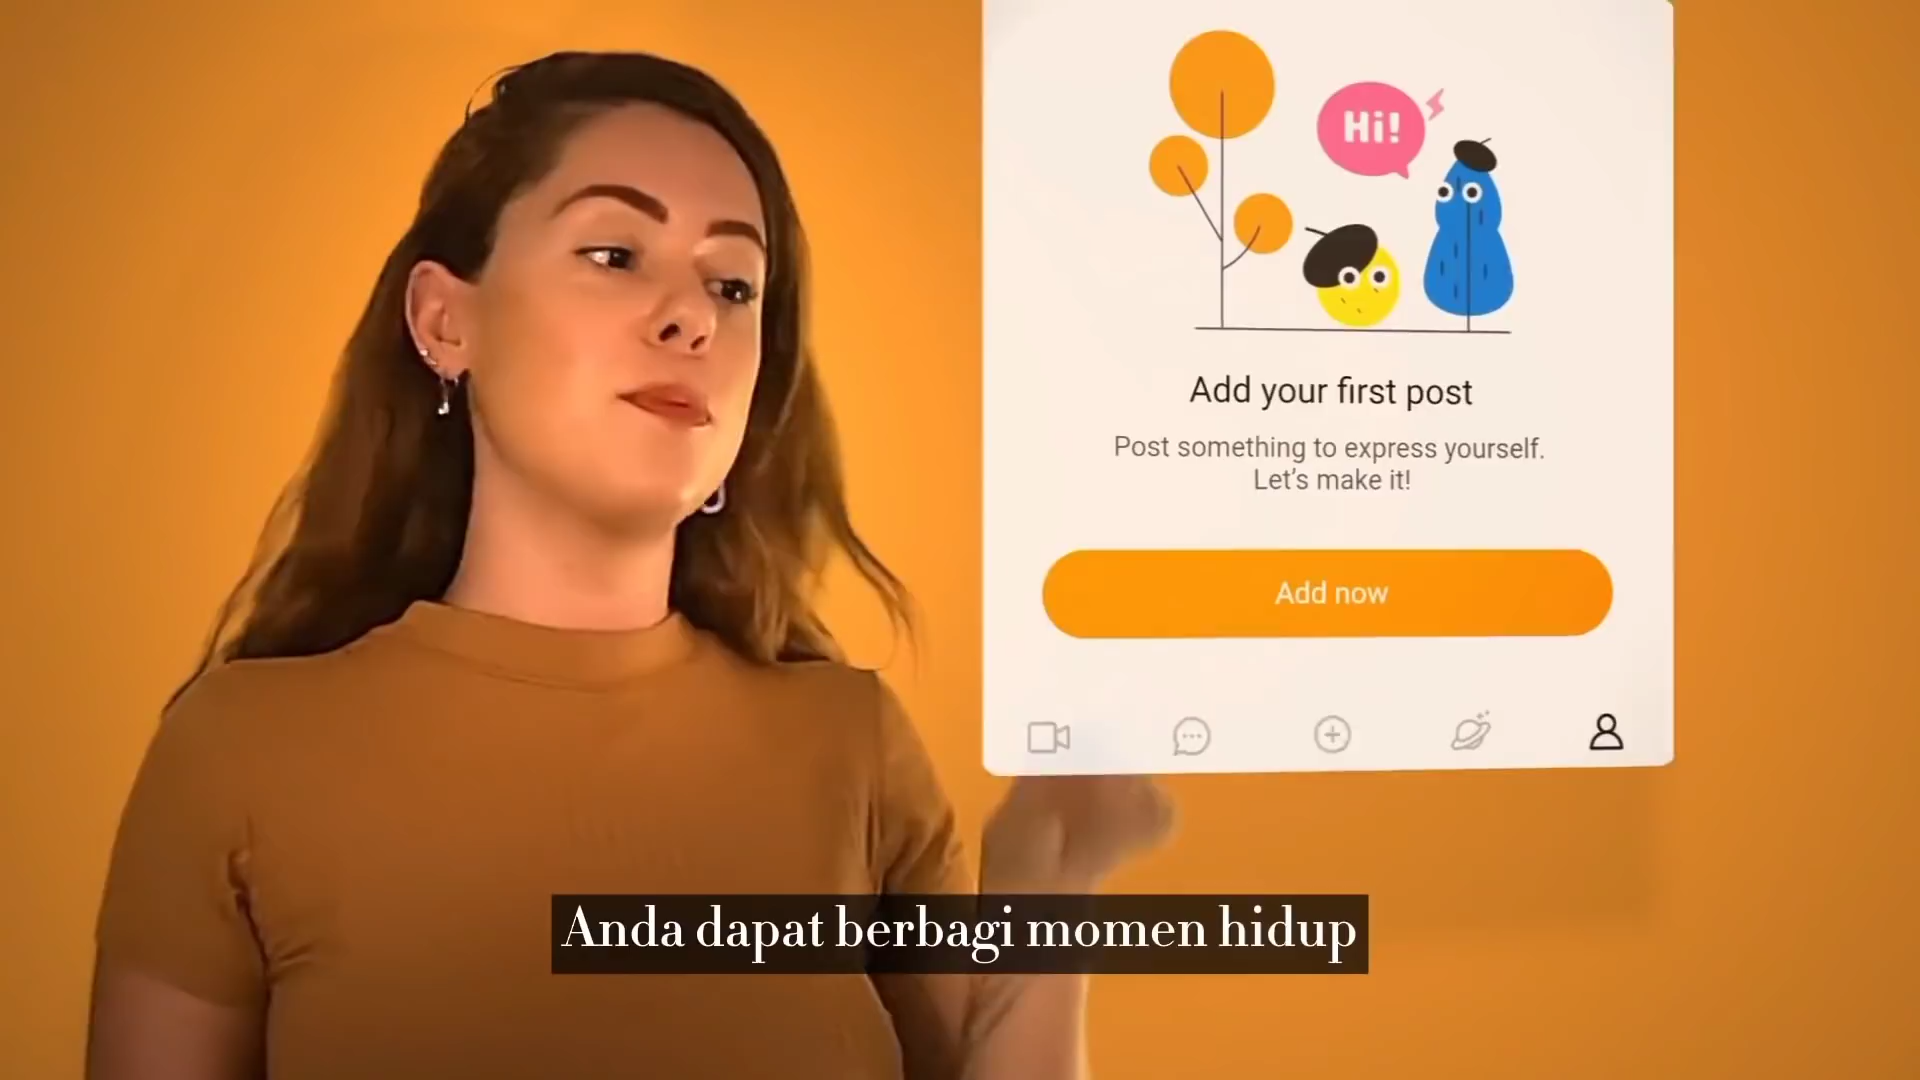 Hi!
Add your first post
Post something to express yourself.
Let's make it!
Add now
Anda dapat berbagi momen hidup